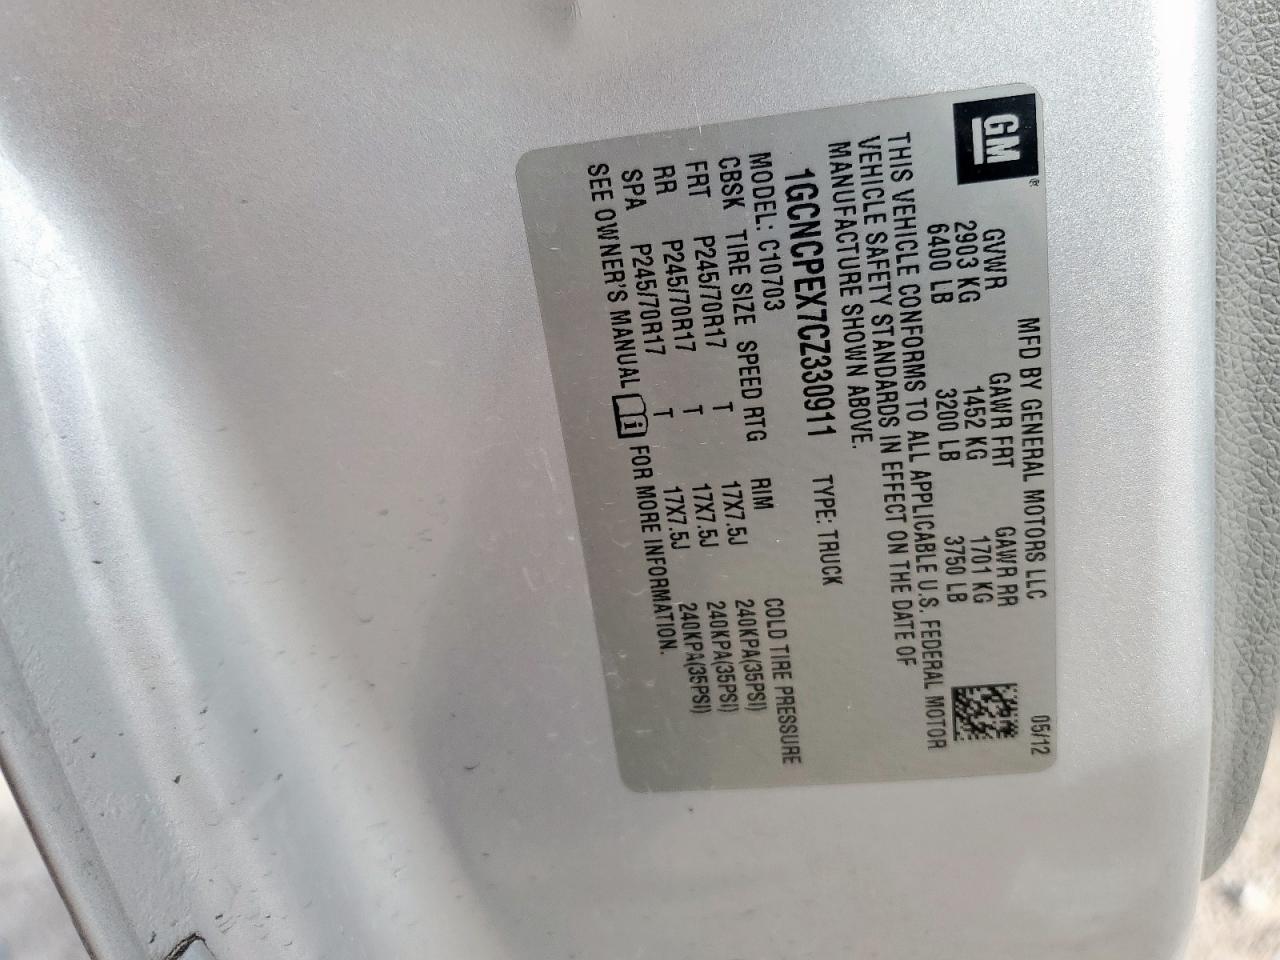 GM®
MFD BY GENERAL MOTORS LLC 05/12
GVWR GAWR FRT GAWR RR
2903 KG 1452 KG 1701 KG
6400 LB 3200 LB 3750 LB
THIS VEHICLE CONFORMS TO ALL APPLICABLE U.S. FEDERAL MOTOR
VEHICLE SAFETY STANDARDS IN EFFECT ON THE DATE OF
MANUFACTURE SHOWN ABOVE.
1GCNCPEX7CZ330911 TYPE: TRUCK
MODEL: C10703
CBSK TIRE SIZE SPEED RTG RIM COLD TIRE PRESSURE
FRT P245/70R17 T 17X7.5J 240KPA(35PSI)
RR P245/70R17 T 17X7.5J 240KPA(35PSI)
SPA P245/70R17 T 17X7.5J 240KPA(35PSI)
SEE OWNER'S MANUAL i FOR MORE INFORMATION.